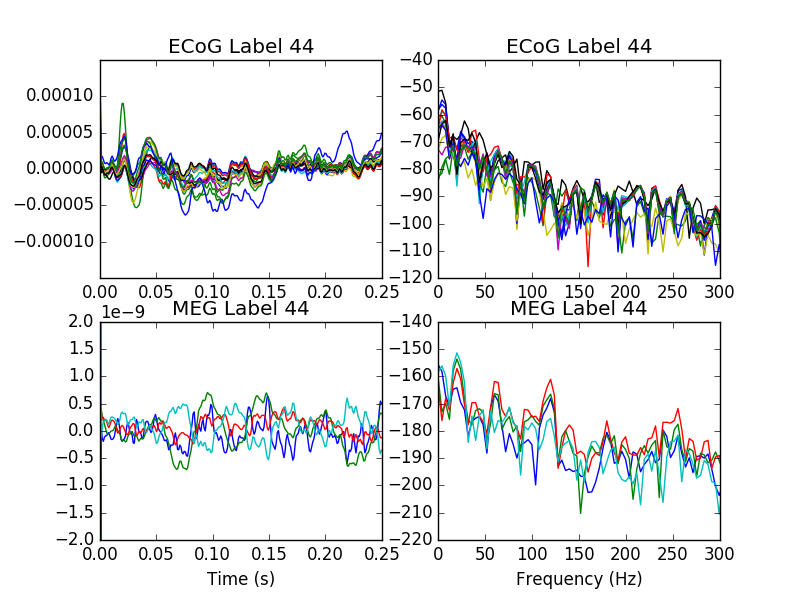 ECoG Label 44
0.00010
0.00005
0.00000
−0.00005
−0.00010
0.00 0.05 0.10 0.15 0.20 0.25
ECoG Label 44
−40
−50
−60
−70
−80
−90
−100
−110
−120
0 50 100 150 200 250 300
MEG Label 44
1e−9
2.0
1.5
1.0
0.5
0.0
−0.5
−1.0
−1.5
−2.0
0.00 0.05 0.10 0.15 0.20 0.25
Time (s)
MEG Label 44
−140
−150
−160
−170
−180
−190
−200
−210
−220
0 50 100 150 200 250 300
Frequency (Hz)